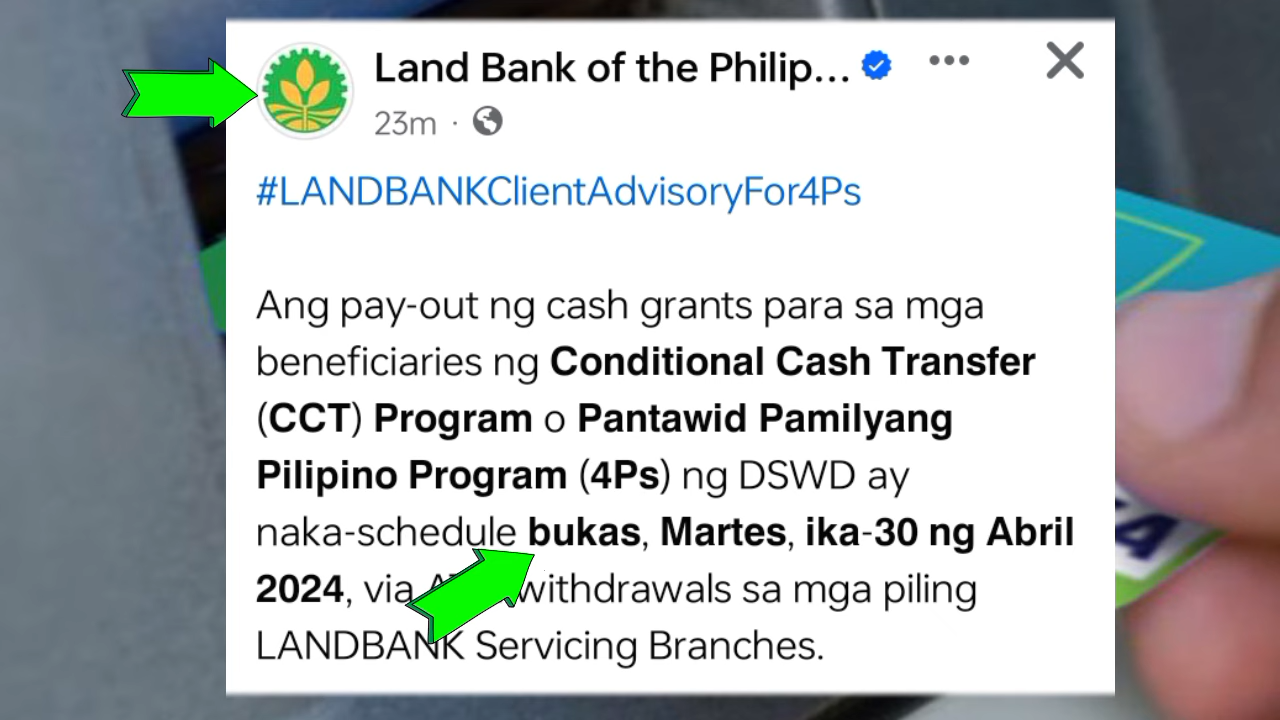 Land Bank of the Philip...
23m ·
#LANDBANKClientAdvisoryFor4Ps
Ang pay-out ng cash grants para sa mga
beneficiaries ng Conditional Cash Transfer
(CCT) Program o Pantawid Pamilyang
Pilipino Program (4Ps) ng DSWD ay
naka-schedule bukas, Martes, ika-30 ng Abril
2024, via withdrawals sa mga piling
LANDBANK Servicing Branches.